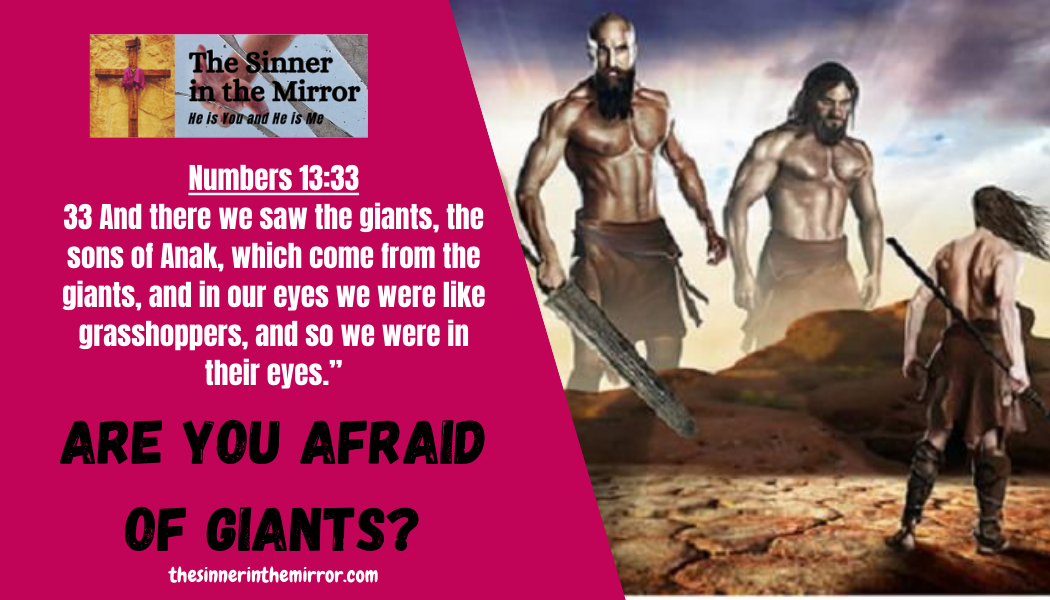 The Sinner
in the Mirror
He is You and He is Me
Numbers 13:33
33 And there we saw the giants, the
sons of Anak, which come from the
giants, and in our eyes we were like
grasshoppers, and so we were in
their eyes.”
ARE YOU AFRAID
OF GIANTS?
thesinnerinthemirror.com